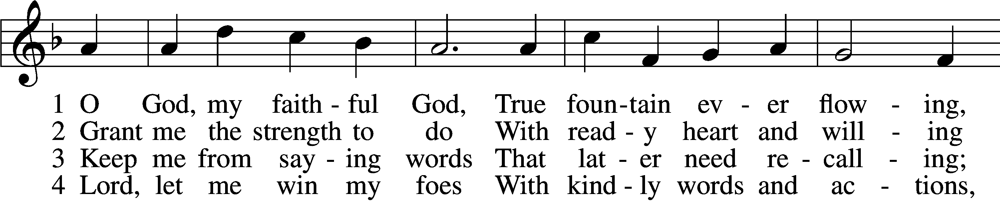 1 O God, my faith - ful God, True foun - tain ev - er flow - ing,
2 Grant me the strength to do With read - y heart and will - ing
3 Keep me from say - ing words That lat - er need re - call - ing;
4 Lord, let me win my foes With kind - ly words and ac - tions,